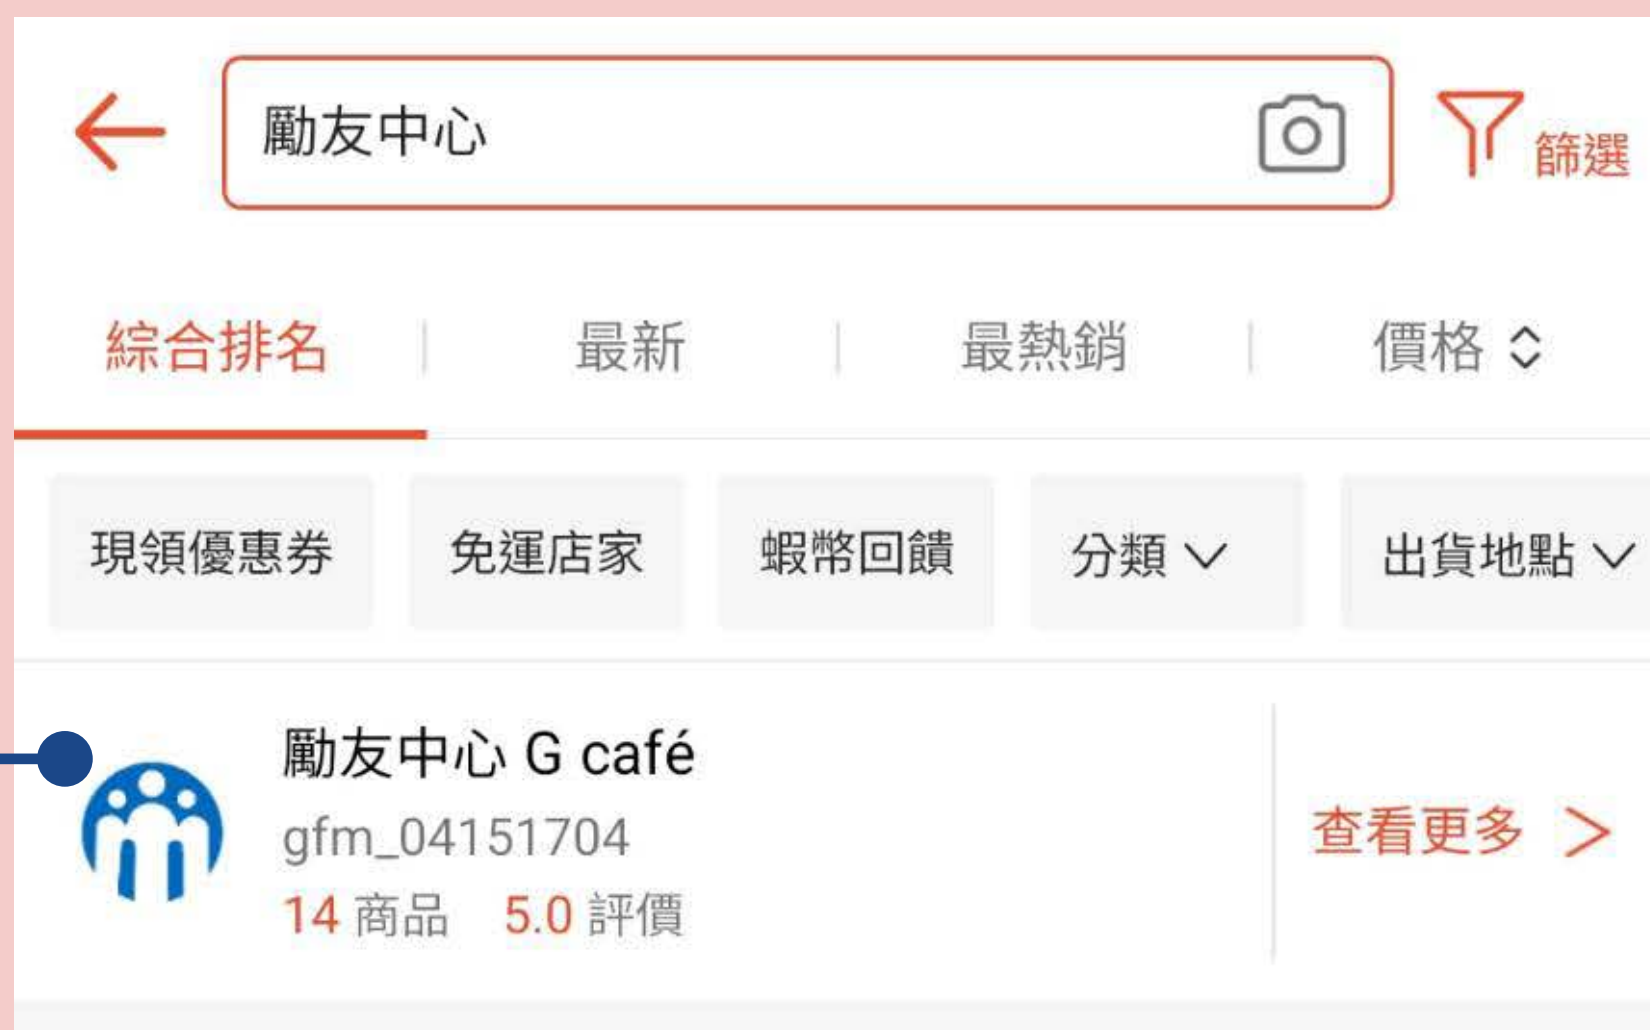 勵友中心
篩選
綜合排名 最新 最熱銷 價格
現領優惠券 免運店家 蝦幣回饋 分類 出貨地點
勵友中心 G café
gfm_04151704
14 商品 5.0 評價
查看更多